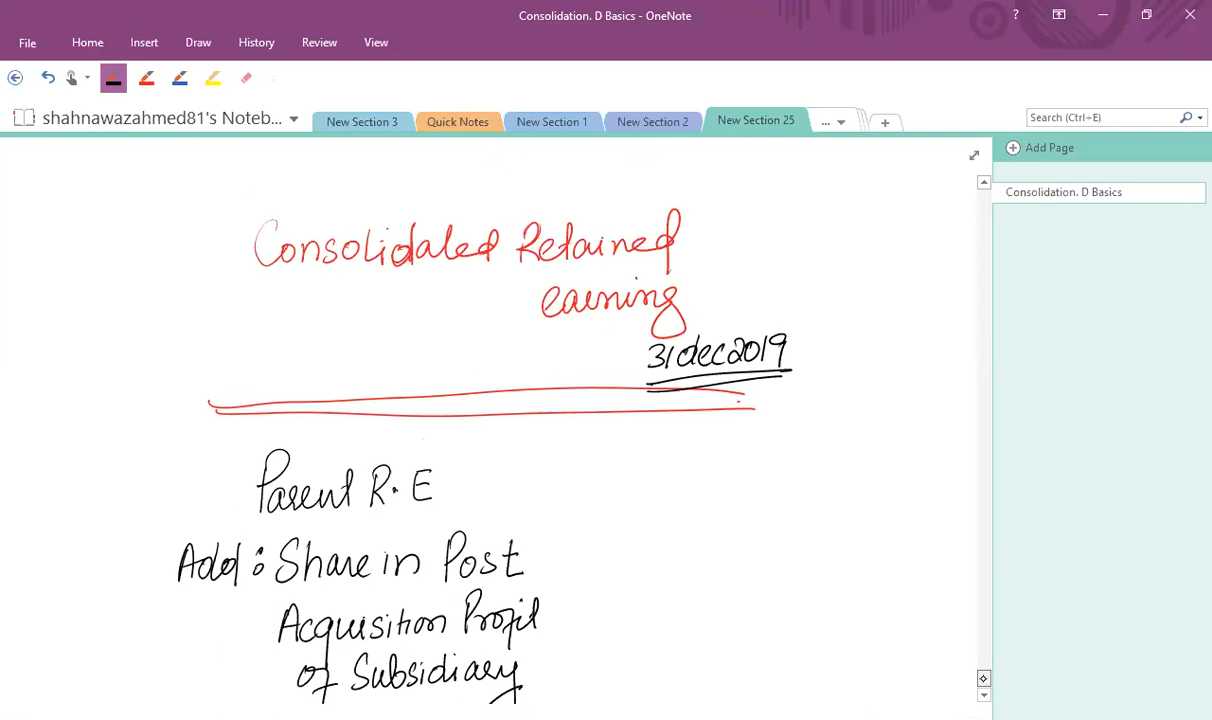 Consolidation. D Basics - OneNote
?
File Home Insert Draw History Review View
shahnawazahmed81's Noteb...
New Section 3 Quick Notes New Section 1 New Section 2 New Section 25 ... +
Search (Ctrl+E)
Add Page
Consolidation. D Basics
Consolidated Retained
earning
31dec2019
Parent R.E
Add: Share in Post
Acquisition Profit
of Subsidiary